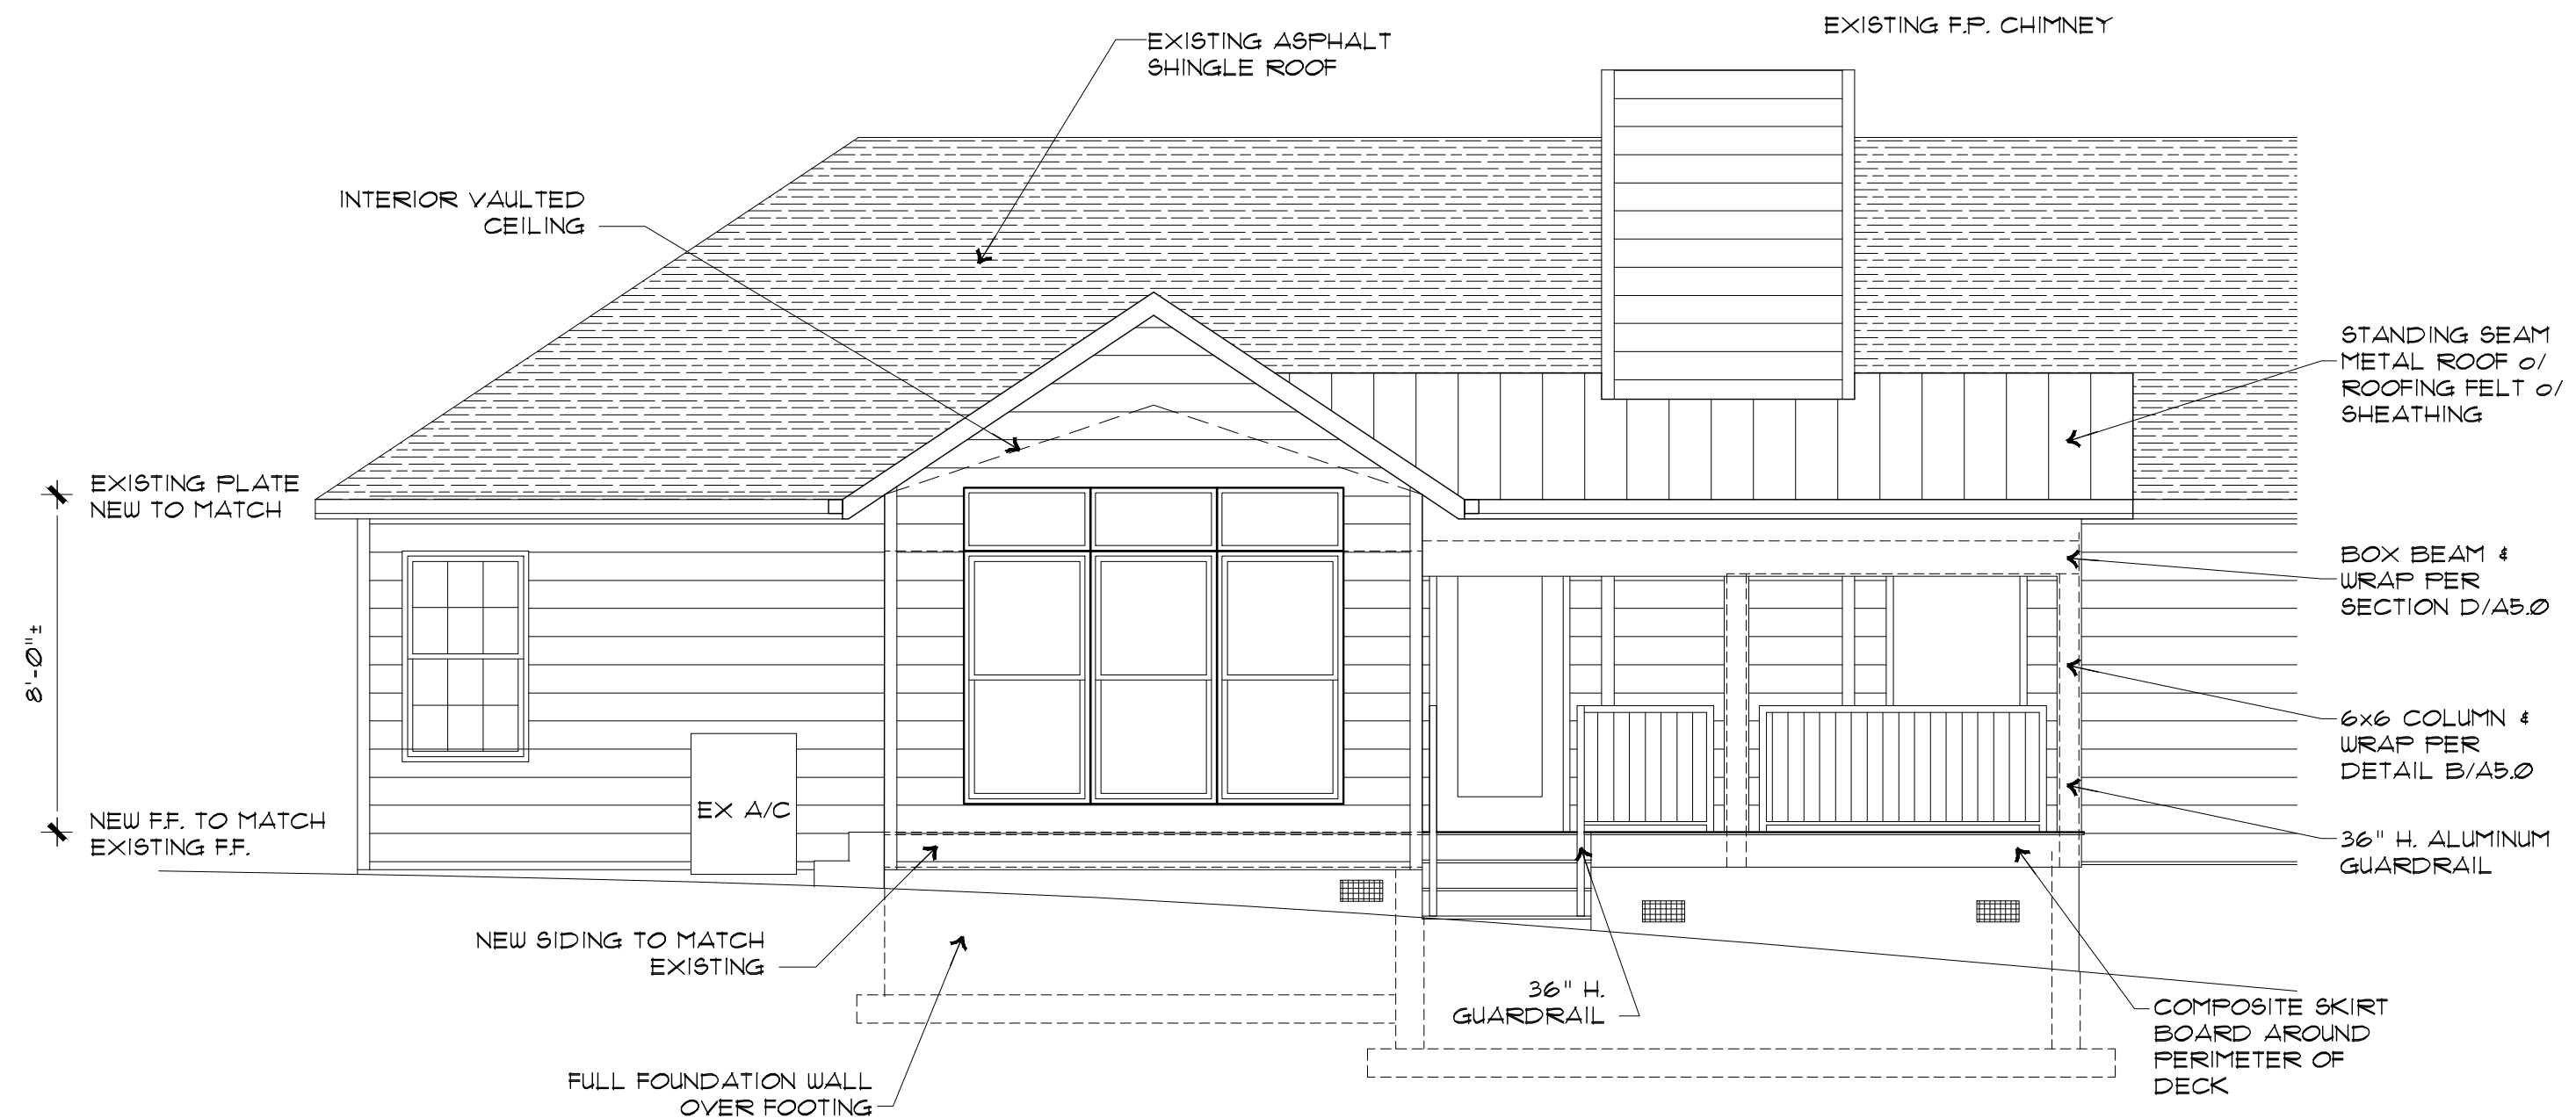 EXISTING F.P. CHIMNEY
EXISTING ASPHALT
SHINGLE ROOF
INTERIOR VAULTED
CEILING
STANDING SEAM
METAL ROOF o/
ROOFING FELT o/
SHEATHING
EXISTING PLATE
NEW TO MATCH
BOX BEAM &
WRAP PER
SECTION D/A5.0
8'-0"±
6x6 COLUMN &
WRAP PER
DETAIL B/A5.0
EX A/C
NEW F.F. TO MATCH
EXISTING F.F.
36" H. ALUMINUM
GUARDRAIL
NEW SIDING TO MATCH
EXISTING
36" H.
GUARDRAIL
COMPOSITE SKIRT
BOARD AROUND
PERIMETER OF
DECK
FULL FOUNDATION WALL
OVER FOOTING